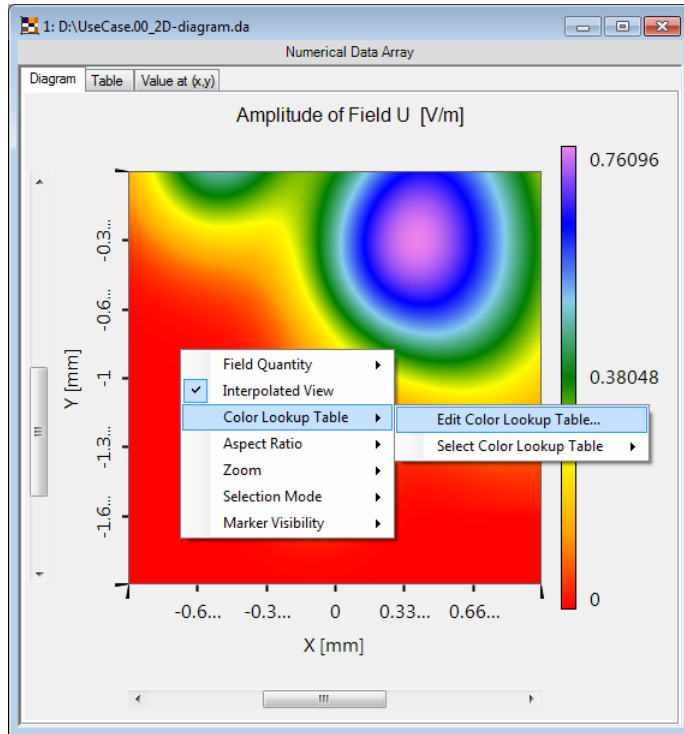 1: D:\UseCase.00_2D-diagram.da
Numerical Data Array
Diagram Table Value at (x,y)
Amplitude of Field U [V/m]
0.76096
-0.3...
-0.6...
-1
-1.3...
-1.6...
Y [mm]
0.38048
0
Field Quantity
Interpolated View
Color Lookup Table
Aspect Ratio
Zoom
Selection Mode
Marker Visibility
Edit Color Lookup Table...
Select Color Lookup Table
-0.6... -0.3... 0 0.33... 0.66...
X [mm]